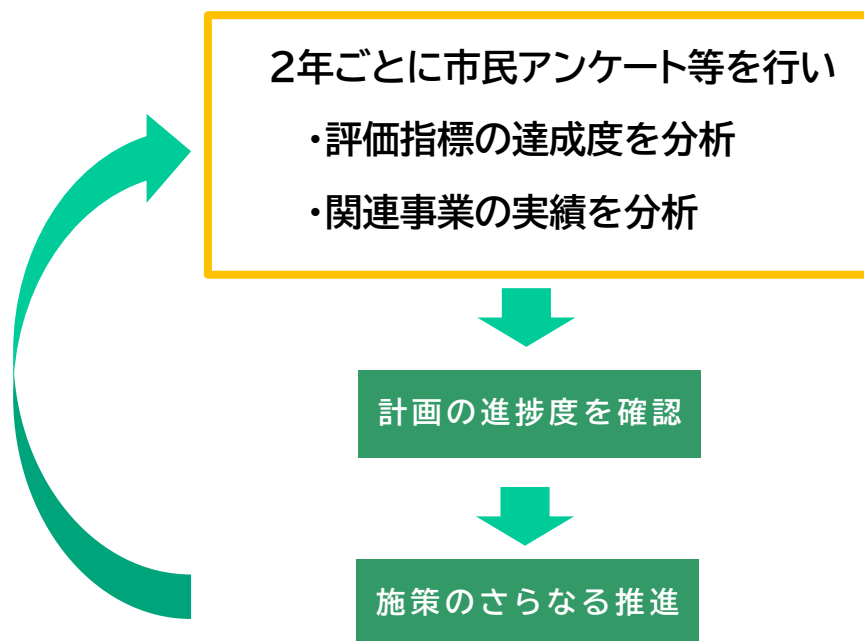 2年ごとに市民アンケート等を行い
・評価指標の達成度を分析
・関連事業の実績を分析
計画の進捗度を確認
施策のさらなる推進